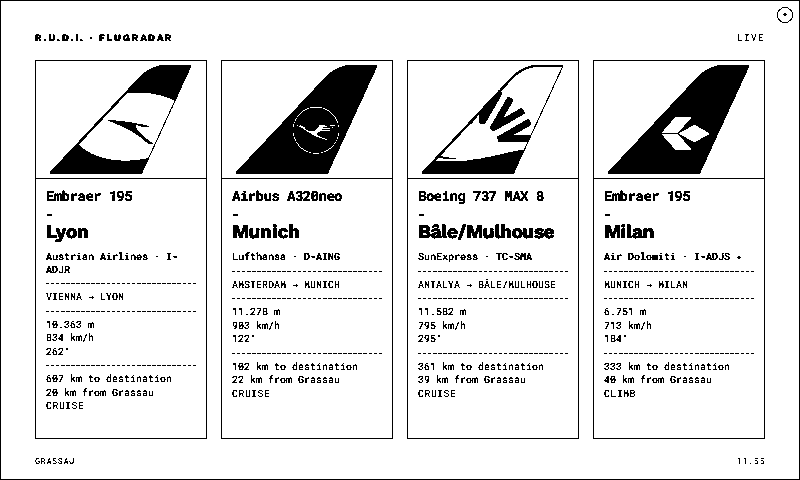 R.U.D.I. · FLUGRADAR
LIVE
Embraer 195
–
Lyon
Austrian Airlines · I-
ADJR
VIENNA → LYON
10.363 m
834 km/h
262°
607 km to destination
20 km from Grassau
CRUISE
Airbus A320neo
–
Munich
Lufthansa · D-AING
AMSTERDAM → MUNICH
11.278 m
903 km/h
122°
102 km to destination
22 km from Grassau
CRUISE
Boeing 737 MAX 8
–
Bâle/Mulhouse
SunExpress · TC-SMA
ANTALYA → BÂLE/MULHOUSE
11.582 m
795 km/h
295°
361 km to destination
39 km from Grassau
CRUISE
Embraer 195
–
Milan
Air Dolomiti · I-ADJS ✦
MUNICH → MILAN
6.751 m
713 km/h
184°
333 km to destination
40 km from Grassau
CLIMB
GRASSAU